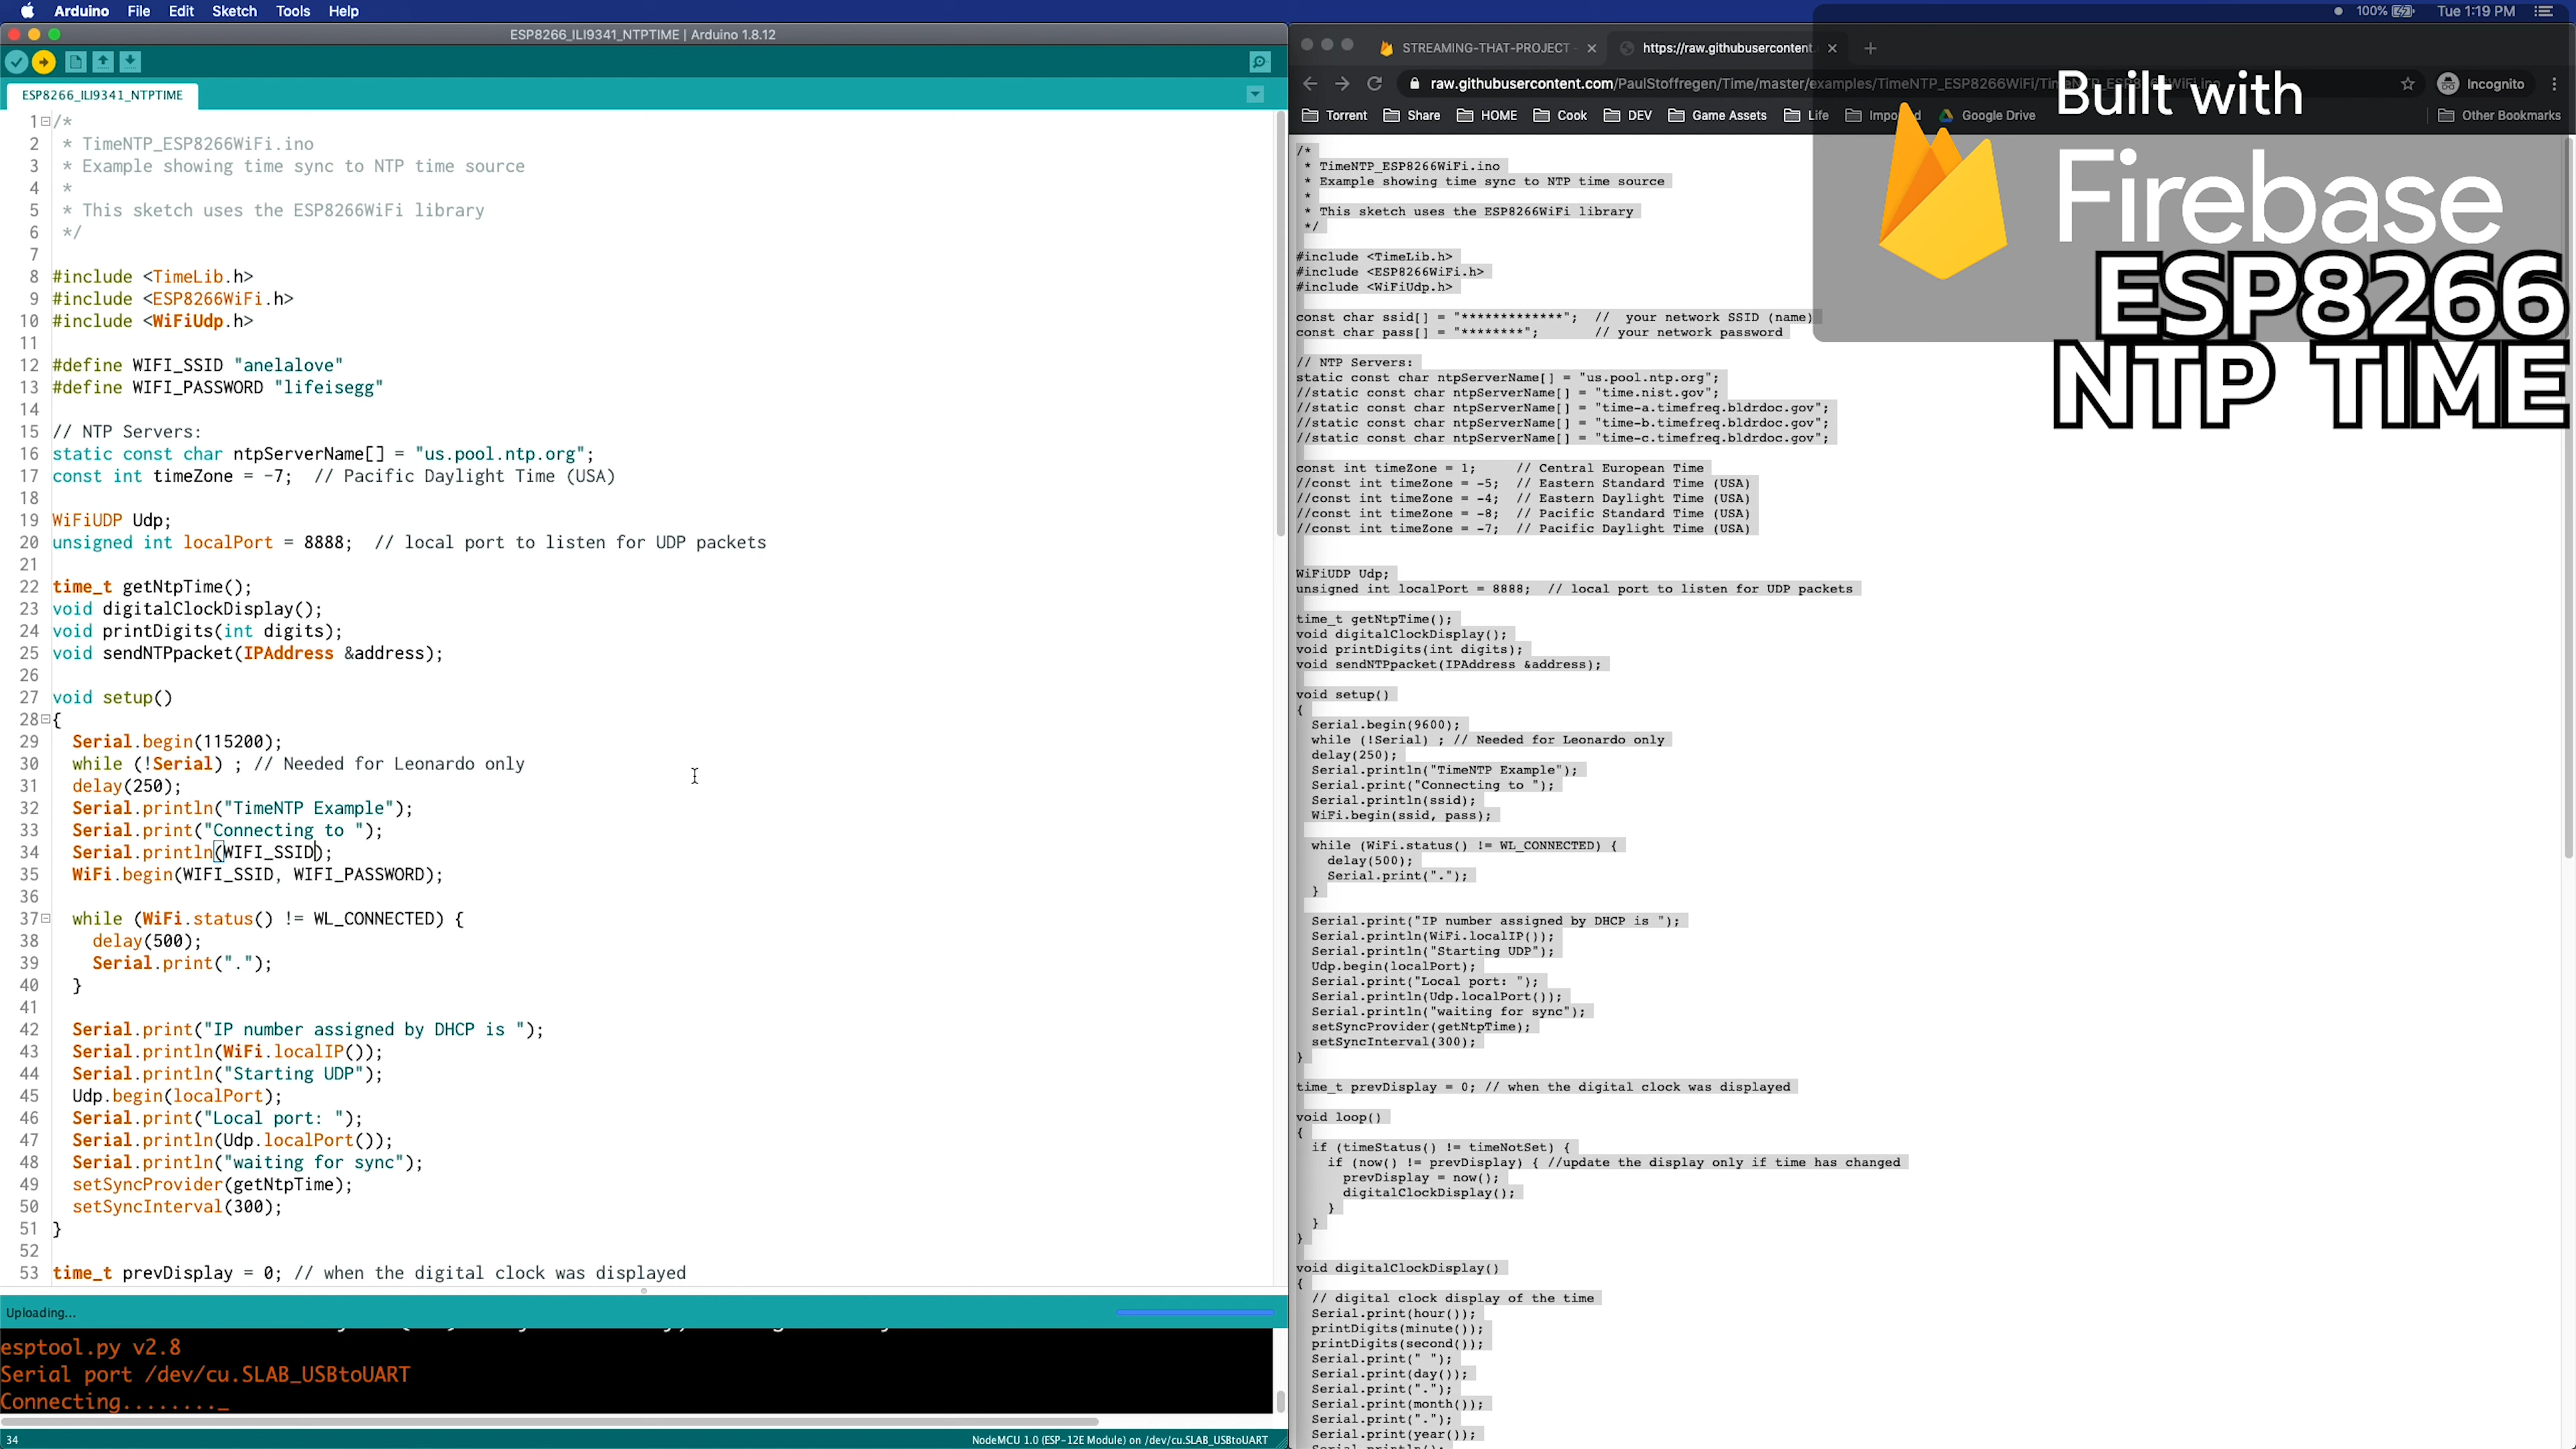 Arduino File Edit Sketch Tools Help
100% Tue 1:19 PM
ESP8266_ILI9341_NTPTIME | Arduino 1.8.12
ESP8266_ILI9341_NTPTIME
1 /*
2 * TimeNTP_ESP8266WiFi.ino
3 * Example showing time sync to NTP time source
4 *
5 * This sketch uses the ESP8266WiFi library
6 */
7
8 #include <TimeLib.h>
9 #include <ESP8266WiFi.h>
10 #include <WiFiUdp.h>
11
12 #define WIFI_SSID "anelalove"
13 #define WIFI_PASSWORD "lifeisegg"
14
15 // NTP Servers:
16 static const char ntpServerName[] = "us.pool.ntp.org";
17 const int timeZone = -7; // Pacific Daylight Time (USA)
18
19 WiFiUDP Udp;
20 unsigned int localPort = 8888; // local port to listen for UDP packets
21
22 time_t getNtpTime();
23 void digitalClockDisplay();
24 void printDigits(int digits);
25 void sendNTPpacket(IPAddress &address);
26
27 void setup()
28 {
29 Serial.begin(115200);
30 while (!Serial) ; // Needed for Leonardo only
31 delay(250);
32 Serial.println("TimeNTP Example");
33 Serial.print("Connecting to ");
34 Serial.println(WIFI_SSID);
35 WiFi.begin(WIFI_SSID, WIFI_PASSWORD);
36
37 while (WiFi.status() != WL_CONNECTED) {
38 delay(500);
39 Serial.print(".");
40 }
41
42 Serial.print("IP number assigned by DHCP is ");
43 Serial.println(WiFi.localIP());
44 Serial.println("Starting UDP");
45 Udp.begin(localPort);
46 Serial.print("Local port: ");
47 Serial.println(Udp.localPort());
48 Serial.println("waiting for sync");
49 setSyncProvider(getNtpTime);
50 setSyncInterval(300);
51 }
52
53 time_t prevDisplay = 0; // when the digital clock was displayed
Uploading...
esptool.py v2.8
Serial port /dev/cu.SLAB_USBtoUART
Connecting........_
34
NodeMCU 1.0 (ESP-12E Module) on /dev/cu.SLAB_USBtoUART
STREAMING-THAT-PROJECT -
https://raw.githubusercontent.
raw.githubusercontent.com/PaulStoffregen/Time/master/examples/TimeNTP_ESP8266WiFi/TimeNTP_ESP8266WiFi.ino
Incognito
Torrent Share HOME Cook DEV Game Assets Life Google Drive Other Bookmarks
/*
* TimeNTP_ESP8266WiFi.ino
* Example showing time sync to NTP time source
*
* This sketch uses the ESP8266WiFi library
*/
#include <TimeLib.h>
#include <ESP8266WiFi.h>
#include <WiFiUdp.h>
const char ssid[] = "*************"; // your network SSID (name)
const char pass[] = "********"; // your network password
// NTP Servers:
static const char ntpServerName[] = "us.pool.ntp.org";
//static const char ntpServerName[] = "time.nist.gov";
//static const char ntpServerName[] = "time-a.timefreq.bldrdoc.gov";
//static const char ntpServerName[] = "time-b.timefreq.bldrdoc.gov";
//static const char ntpServerName[] = "time-c.timefreq.bldrdoc.gov";
const int timeZone = 1; // Central European Time
//const int timeZone = -5; // Eastern Standard Time (USA)
//const int timeZone = -4; // Eastern Daylight Time (USA)
//const int timeZone = -8; // Pacific Standard Time (USA)
//const int timeZone = -7; // Pacific Daylight Time (USA)
WiFiUDP Udp;
unsigned int localPort = 8888; // local port to listen for UDP packets
time_t getNtpTime();
void digitalClockDisplay();
void printDigits(int digits);
void sendNTPpacket(IPAddress &address);
void setup()
{
Serial.begin(9600);
while (!Serial) ; // Needed for Leonardo only
delay(250);
Serial.println("TimeNTP Example");
Serial.print("Connecting to ");
Serial.println(ssid);
WiFi.begin(ssid, pass);
while (WiFi.status() != WL_CONNECTED) {
delay(500);
Serial.print(".");
}
Serial.print("IP number assigned by DHCP is ");
Serial.println(WiFi.localIP());
Serial.println("Starting UDP");
Udp.begin(localPort);
Serial.print("Local port: ");
Serial.println(Udp.localPort());
Serial.println("waiting for sync");
setSyncProvider(getNtpTime);
setSyncInterval(300);
}
time_t prevDisplay = 0; // when the digital clock was displayed
void loop()
{
if (timeStatus() != timeNotSet) {
if (now() != prevDisplay) { //update the display only if time has changed
prevDisplay = now();
digitalClockDisplay();
}
}
}
void digitalClockDisplay()
{
// digital clock display of the time
Serial.print(hour());
printDigits(minute());
printDigits(second());
Serial.print(" ");
Serial.print(day());
Serial.print(".");
Serial.print(month());
Serial.print(".");
Serial.print(year());
Built with
Firebase
ESP8266
NTP TIME